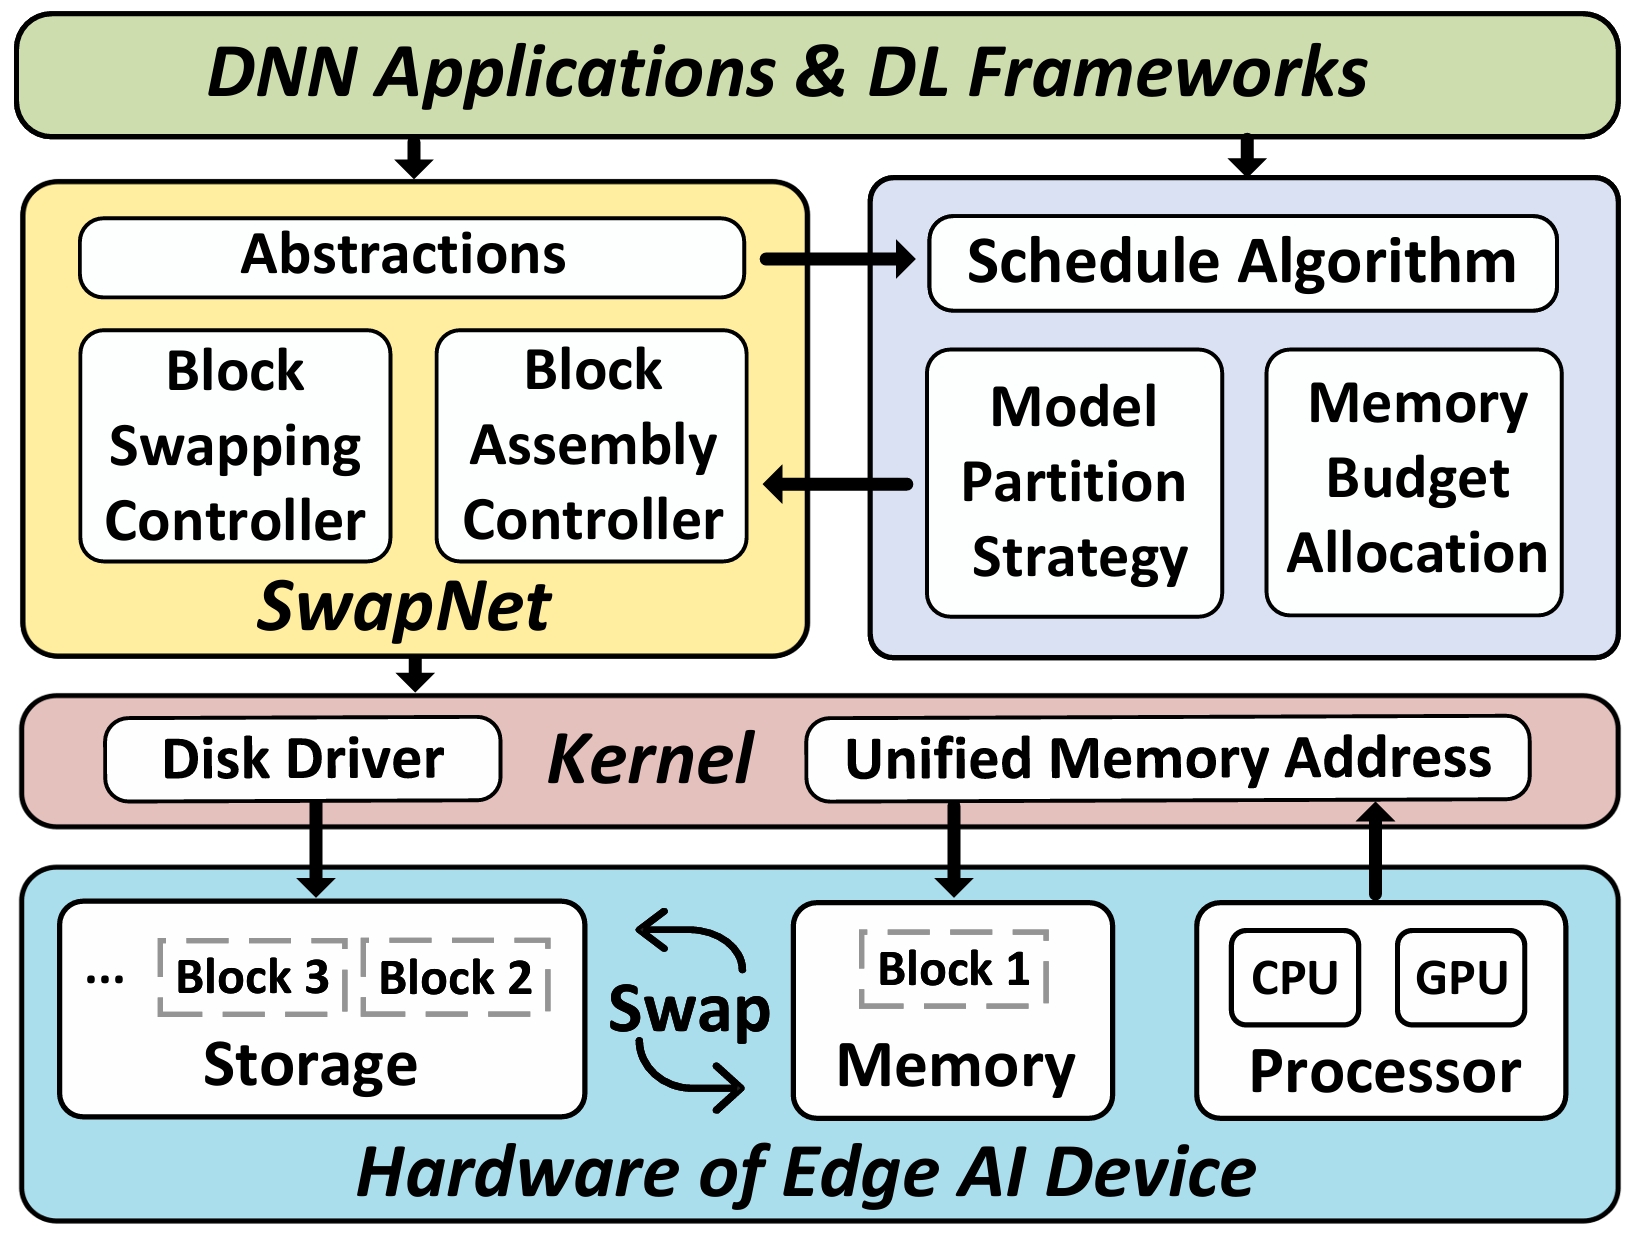 DNN Applications & DL Frameworks
Abstractions
Block
Swapping
Controller
Block
Assembly
Controller
SwapNet
Schedule Algorithm
Model
Partition
Strategy
Memory
Budget
Allocation
Disk Driver
Kernel
Unified Memory Address
...
Block 3
Block 2
Storage
Swap
Block 1
Memory
CPU
GPU
Processor
Hardware of Edge AI Device